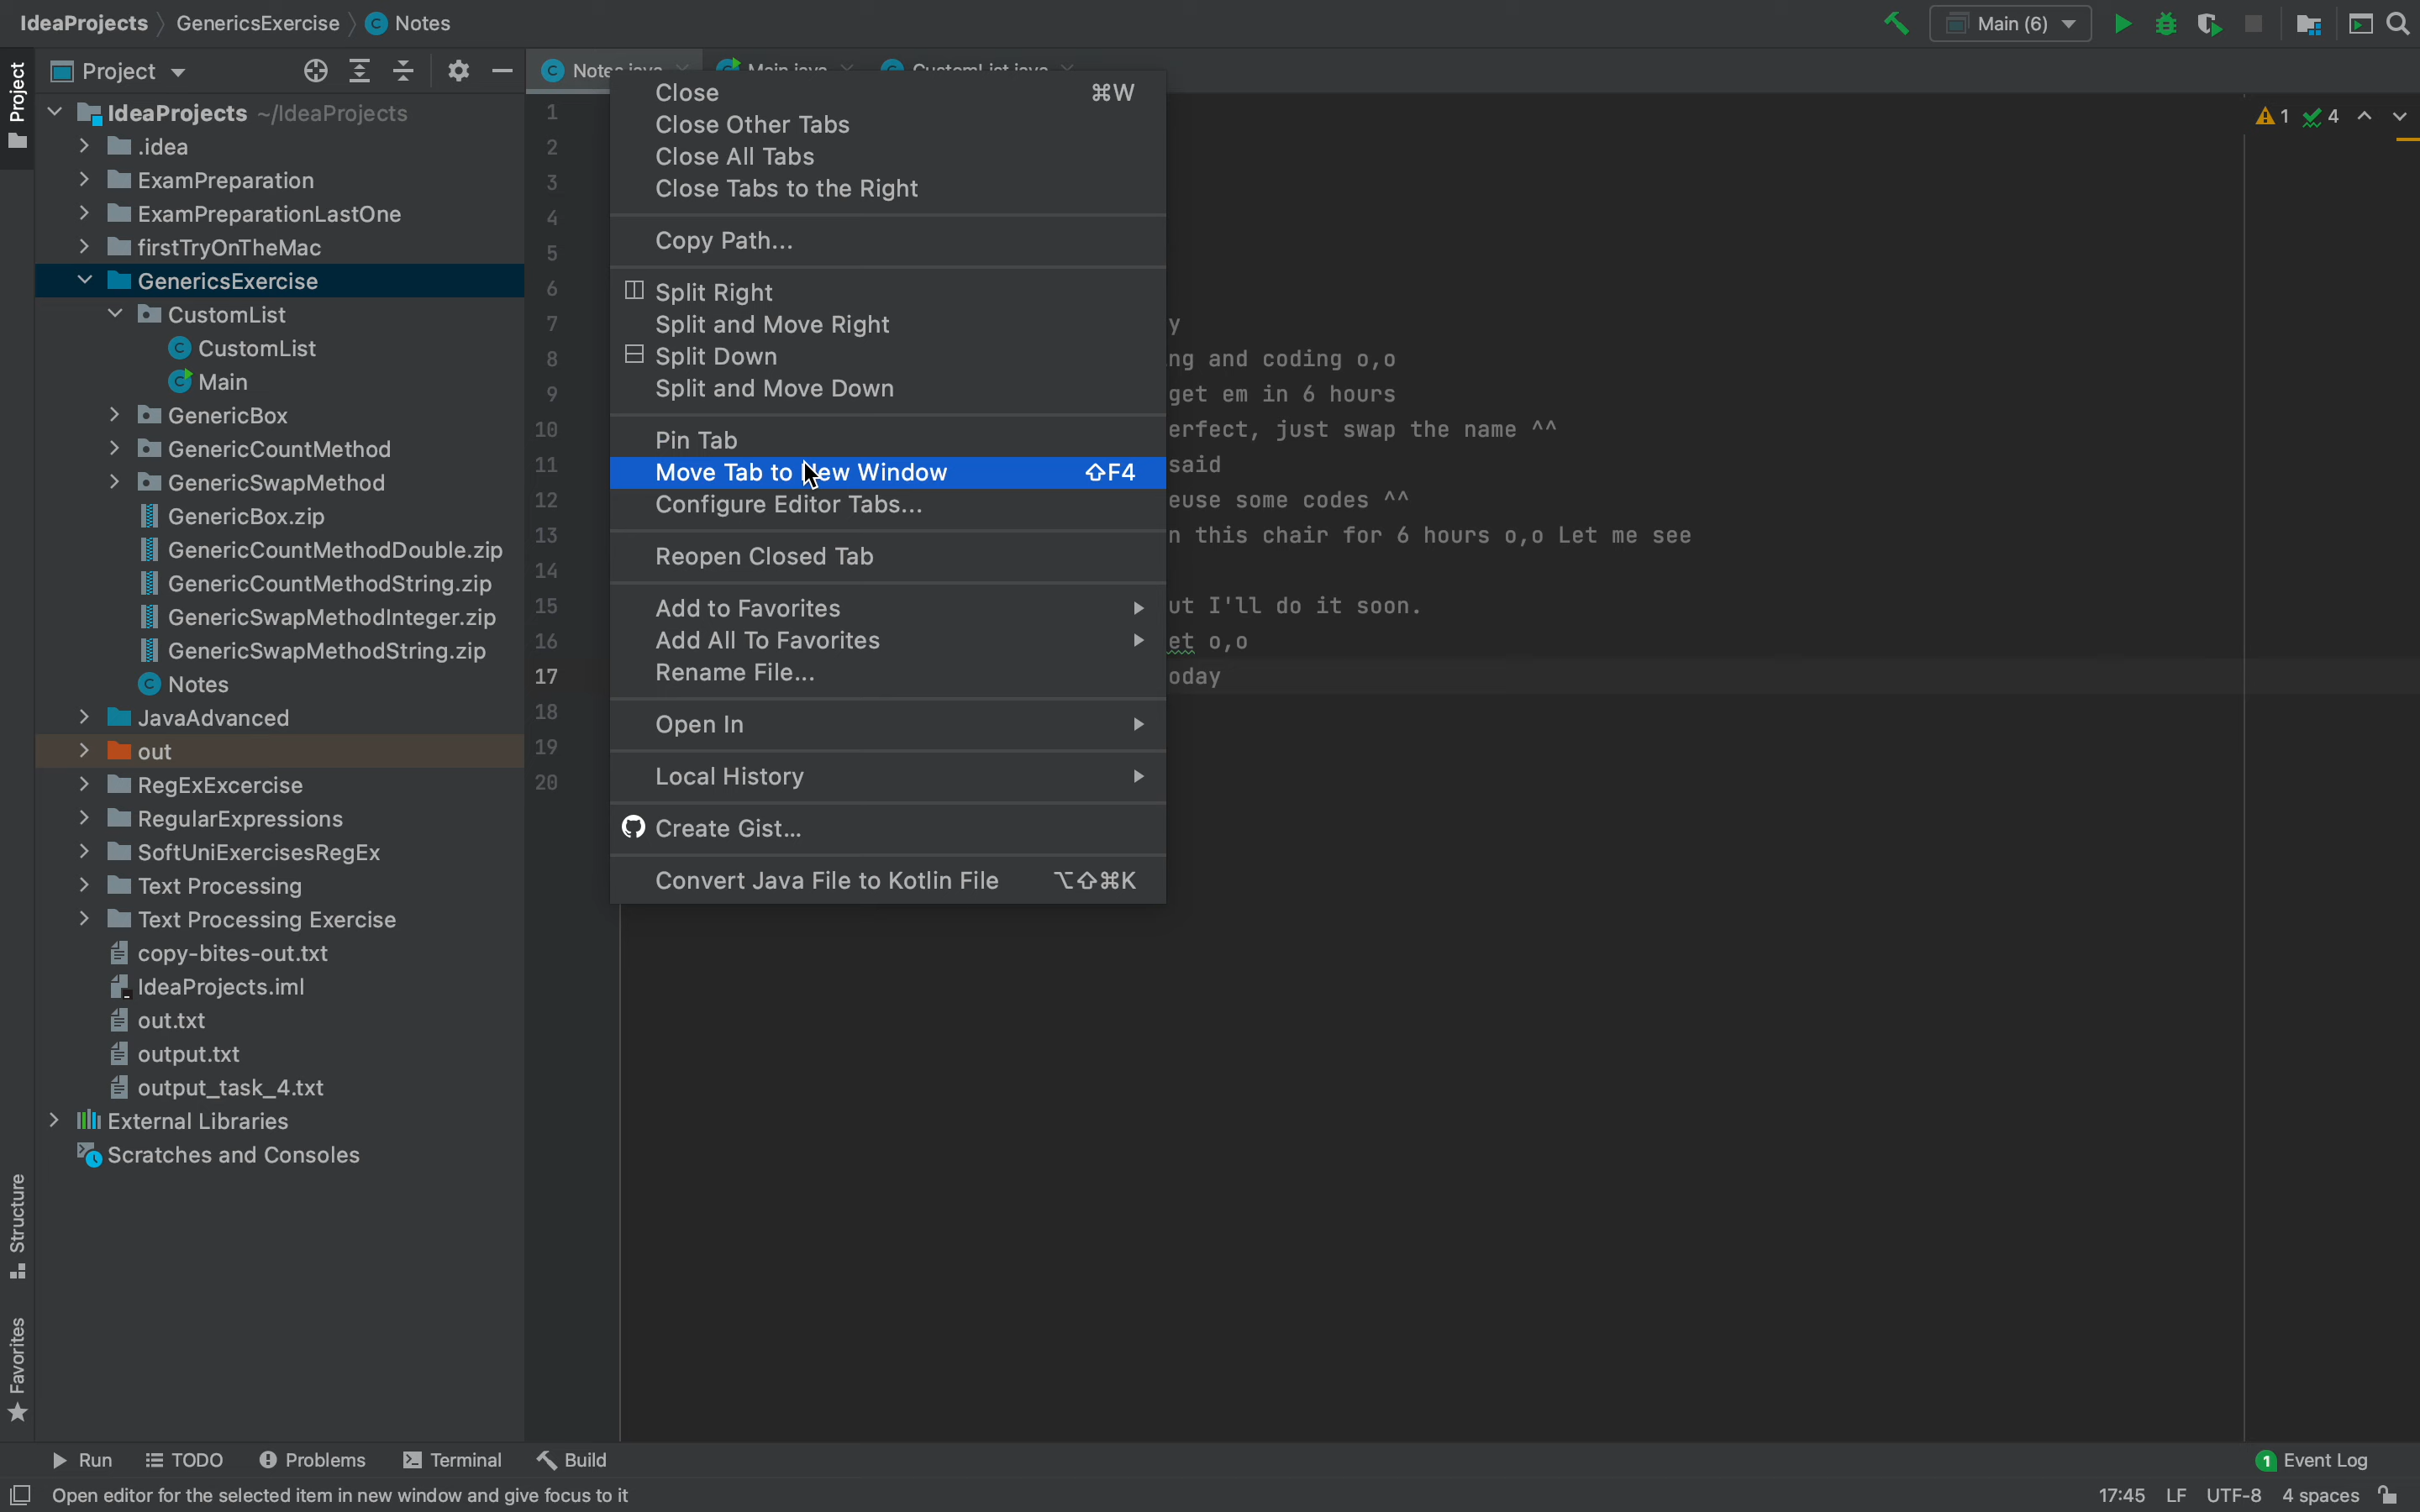 IdeaProjects GenericsExercise Notes
Main (6)
Project
Project
Notes.java Main.java CustomList.java
IdeaProjects ~/IdeaProjects
.idea
ExamPreparation
ExamPreparationLastOne
firstTryOnTheMac
GenericsExercise
CustomList
CustomList
Main
GenericBox
GenericCountMethod
GenericSwapMethod
GenericBox.zip
GenericCountMethodDouble.zip
GenericCountMethodString.zip
GenericSwapMethodInteger.zip
GenericSwapMethodString.zip
Notes
JavaAdvanced
out
RegExExcercise
RegularExpressions
SoftUniExercisesRegEx
Text Processing
Text Processing Exercise
copy-bites-out.txt
IdeaProjects.iml
out.txt
output.txt
output_task_4.txt
External Libraries
Scratches and Consoles
Structure
Favorites
1
2
3
4
5
6
7
8
9
10
11
12
13
14
15
16
17
18
19
20
Close ⌘W
Close Other Tabs
Close All Tabs
Close Tabs to the Right
Copy Path...
Split Right
Split and Move Right
Split Down
Split and Move Down
Pin Tab
Move Tab to New Window ⇧F4
Configure Editor Tabs...
Reopen Closed Tab
Add to Favorites
Add All To Favorites
Rename File...
Open In
Local History
Create Gist...
Convert Java File to Kotlin File ⌥⇧⌘K
1 4
y
ng and coding o,o
get em in 6 hours
erfect, just swap the name ^^
said
euse some codes ^^
n this chair for 6 hours o,o Let me see
ut I'll do it soon.
et o,o
oday
Run TODO Problems Terminal Build
1 Event Log
Open editor for the selected item in new window and give focus to it
17:45 LF UTF-8 4 spaces